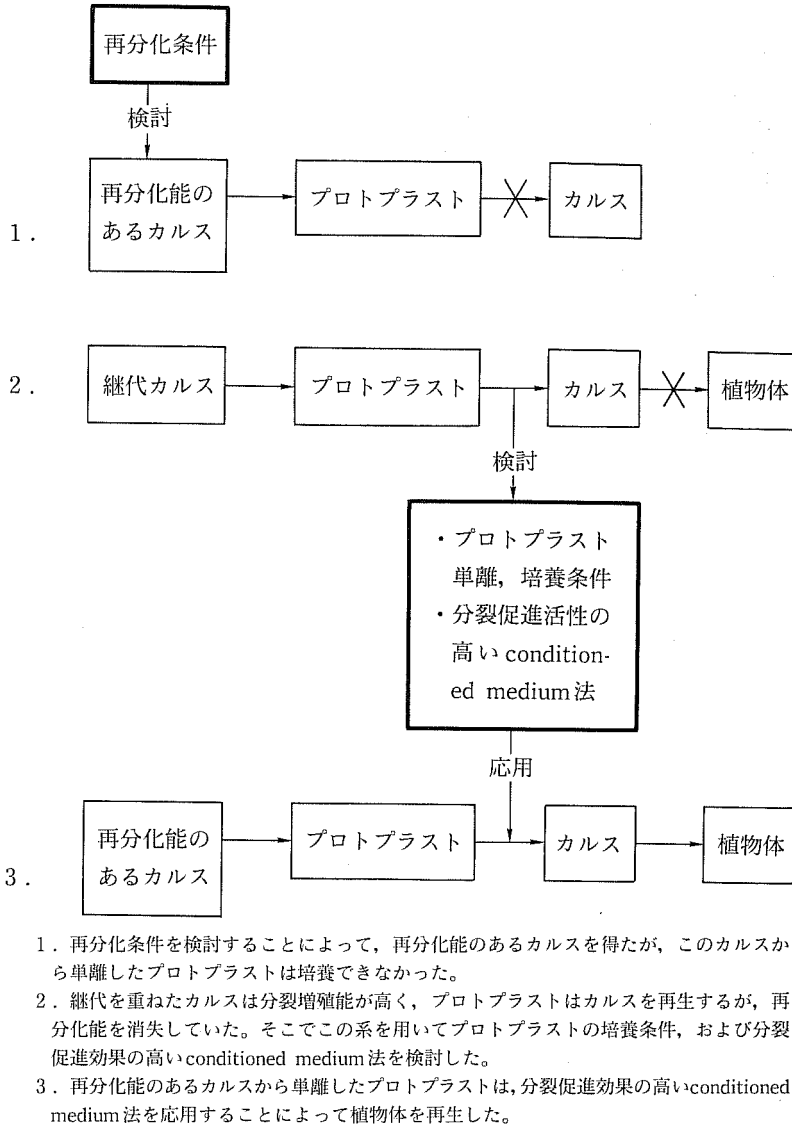 再分化条件
検討
再分化能の
あるカルス
プロトプラスト
カルス
1.
2.
継代カルス
プロトプラスト
カルス
植物体
検討
・プロトプラスト
単離，培養条件
・分裂促進活性の
高い condition-
ed medium法
応用
再分化能の
あるカルス
プロトプラスト
カルス
植物体
3.
1．再分化条件を検討することによって，再分化能のあるカルスを得たが，このカルスか
ら単離したプロトプラストは培養できなかった。
2．継代を重ねたカルスは分裂増殖能が高く，プロトプラストはカルスを再生するが，再
分化能を消失していた。そこでこの系を用いてプロトプラストの培養条件，および分裂
促進効果の高いconditioned medium法を検討した。
3．再分化能のあるカルスから単離したプロトプラストは，分裂促進効果の高いconditioned
medium法を応用することによって植物体を再生した。